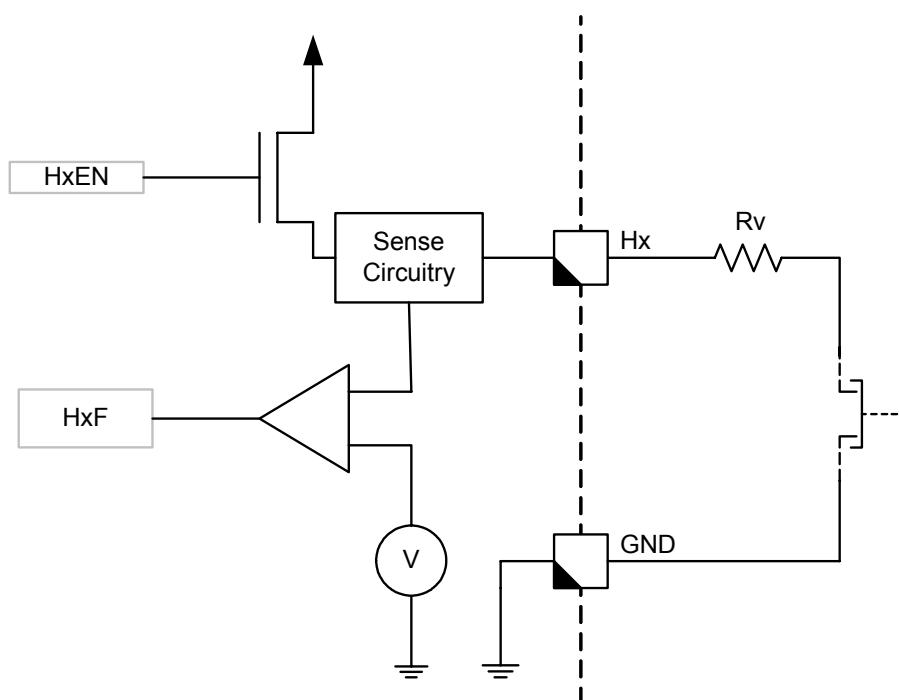 HxEN
Sense
Circuitry
Hx
Rv
HxF
V
GND